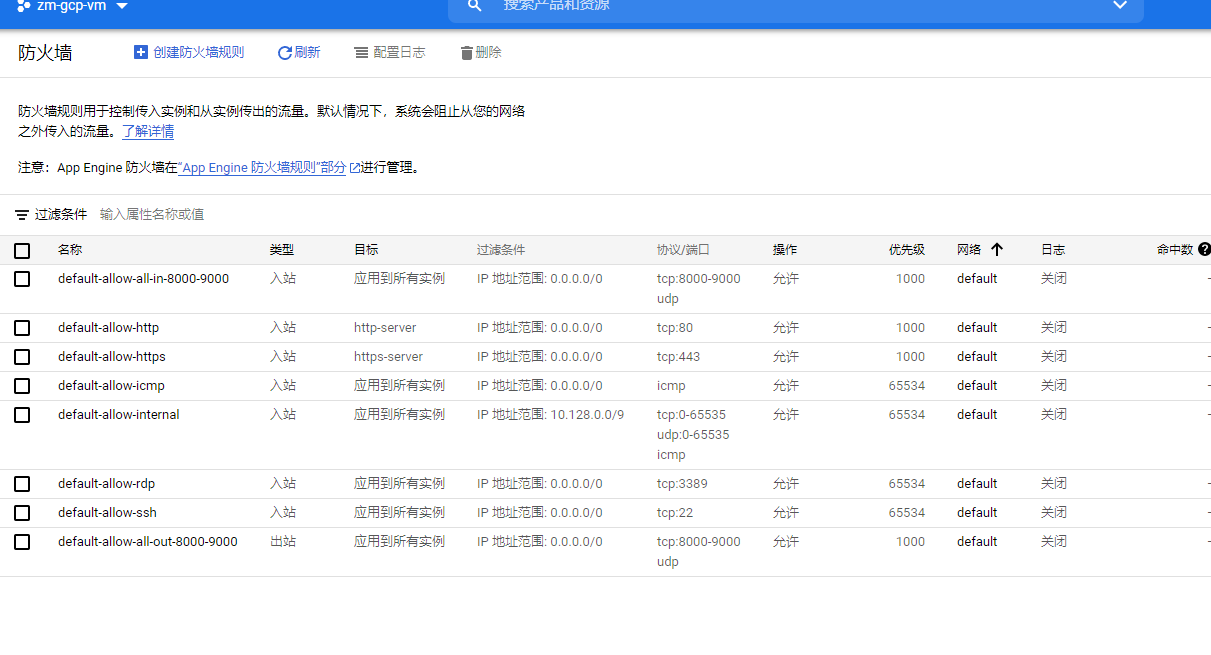 zm-gcp-vm 搜索产品和资源
防火墙 创建防火墙规则 刷新 配置日志 删除
防火墙规则用于控制传入实例和从实例传出的流量。默认情况下，系统会阻止从您的网络
之外传入的流量。了解详情
注意：App Engine 防火墙在“App Engine 防火墙规则”部分进行管理。
过滤条件 输入属性名称或值
名称 类型 目标 过滤条件 协议/端口 操作 优先级 网络 日志 命中数
default-allow-all-in-8000-9000 入站 应用到所有实例 IP 地址范围: 0.0.0.0/0 tcp:8000-9000 允许 1000 default 关闭 -
udp
default-allow-http 入站 http-server IP 地址范围: 0.0.0.0/0 tcp:80 允许 1000 default 关闭 -
default-allow-https 入站 https-server IP 地址范围: 0.0.0.0/0 tcp:443 允许 1000 default 关闭 -
default-allow-icmp 入站 应用到所有实例 IP 地址范围: 0.0.0.0/0 icmp 允许 65534 default 关闭 -
default-allow-internal 入站 应用到所有实例 IP 地址范围: 10.128.0.0/9 tcp:0-65535 允许 65534 default 关闭 -
udp:0-65535
icmp
default-allow-rdp 入站 应用到所有实例 IP 地址范围: 0.0.0.0/0 tcp:3389 允许 65534 default 关闭 -
default-allow-ssh 入站 应用到所有实例 IP 地址范围: 0.0.0.0/0 tcp:22 允许 65534 default 关闭 -
default-allow-all-out-8000-9000 出站 应用到所有实例 IP 地址范围: 0.0.0.0/0 tcp:8000-9000 允许 1000 default 关闭 -
udp